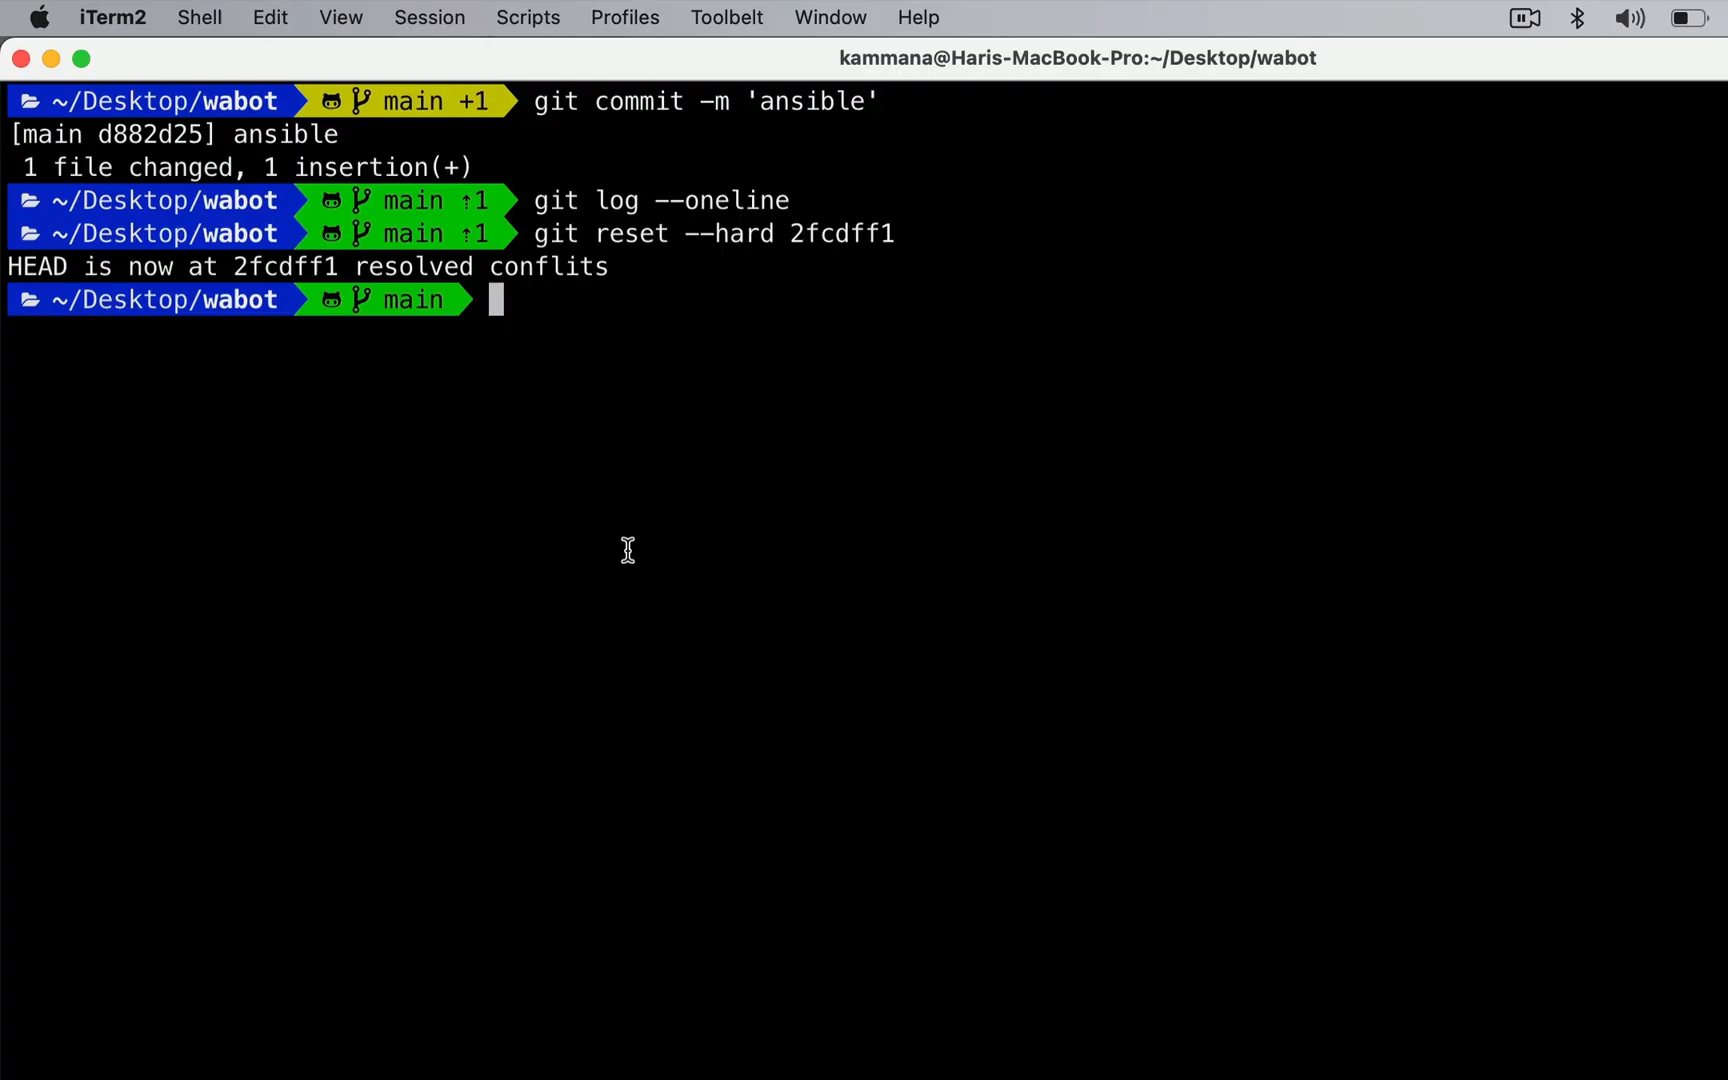 iTerm2 Shell Edit View Session Scripts Profiles Toolbelt Window Help
kammana@Haris-MacBook-Pro:~/Desktop/wabot
~/Desktop/wabot main +1 git commit -m 'ansible'
[main d882d25] ansible
1 file changed, 1 insertion(+)
~/Desktop/wabot main ⇡1 git log --oneline
~/Desktop/wabot main ⇡1 git reset --hard 2fcdff1
HEAD is now at 2fcdff1 resolved conflits
~/Desktop/wabot main